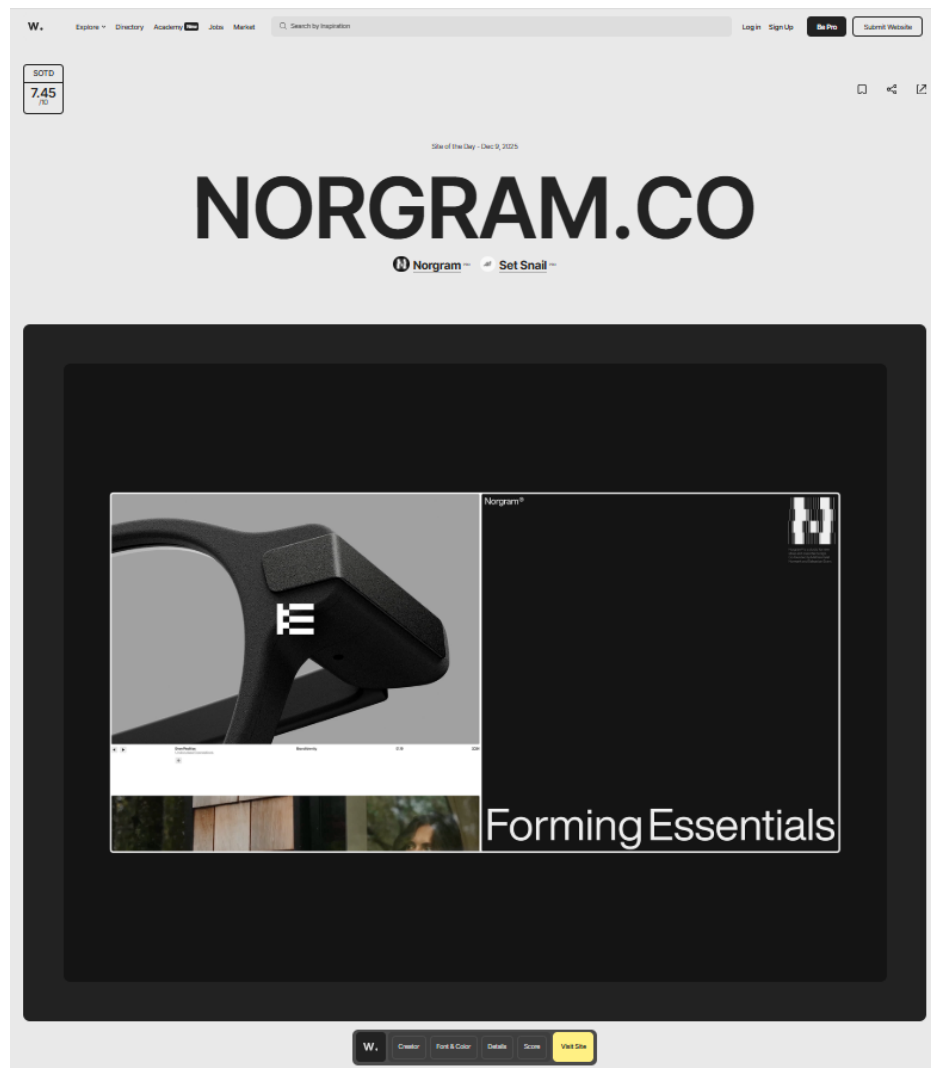 W.
Explore Directory Academy New Jobs Market Search by Inspiration Log in Sign Up Be Pro Submit Website
SOTD
7.45
/10
Site of the Day - Dec 9, 2025
NORGRAM.CO
Norgram PRO Set Snail PRO
Norgram®
Forming Essentials
W. Creator Font & Color Details Score Visit Site